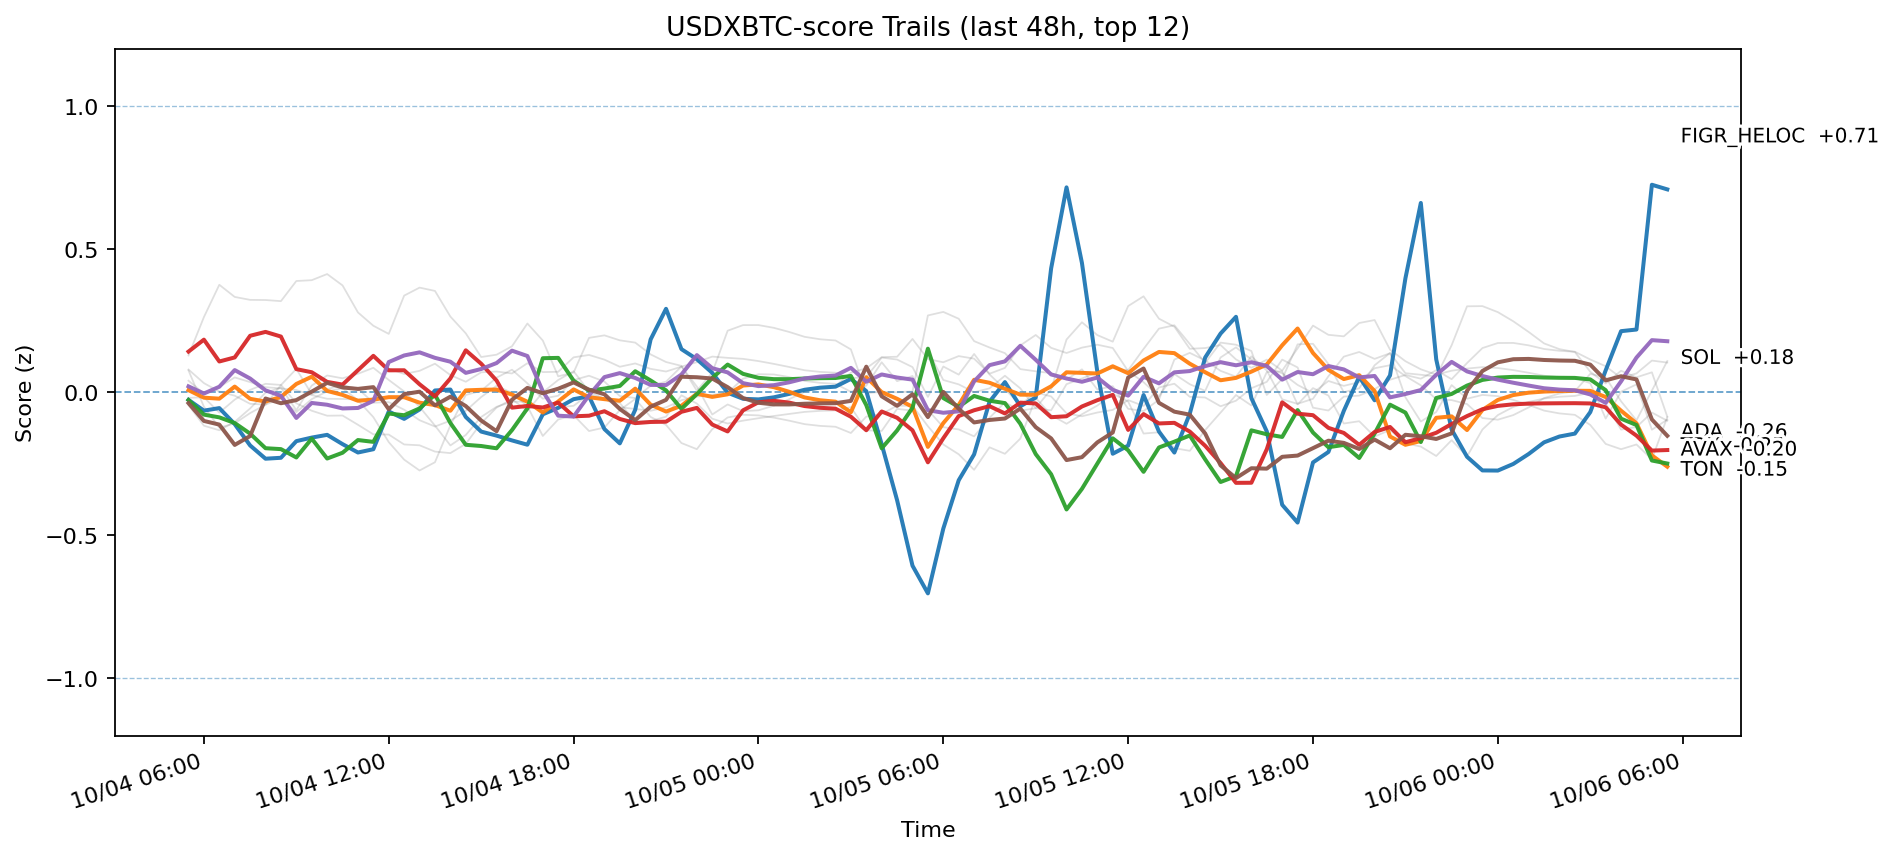 USDXBTC-score Trails (last 48h, top 12)
Score (z)
1.0
0.5
0.0
−0.5
−1.0
FIGR_HELOC +0.71
SOL +0.18
ADA -0.26
AVAX -0.20
TON -0.15
10/04 06:00
10/04 12:00
10/04 18:00
10/05 00:00
10/05 06:00
10/05 12:00
10/05 18:00
10/06 00:00
10/06 06:00
Time